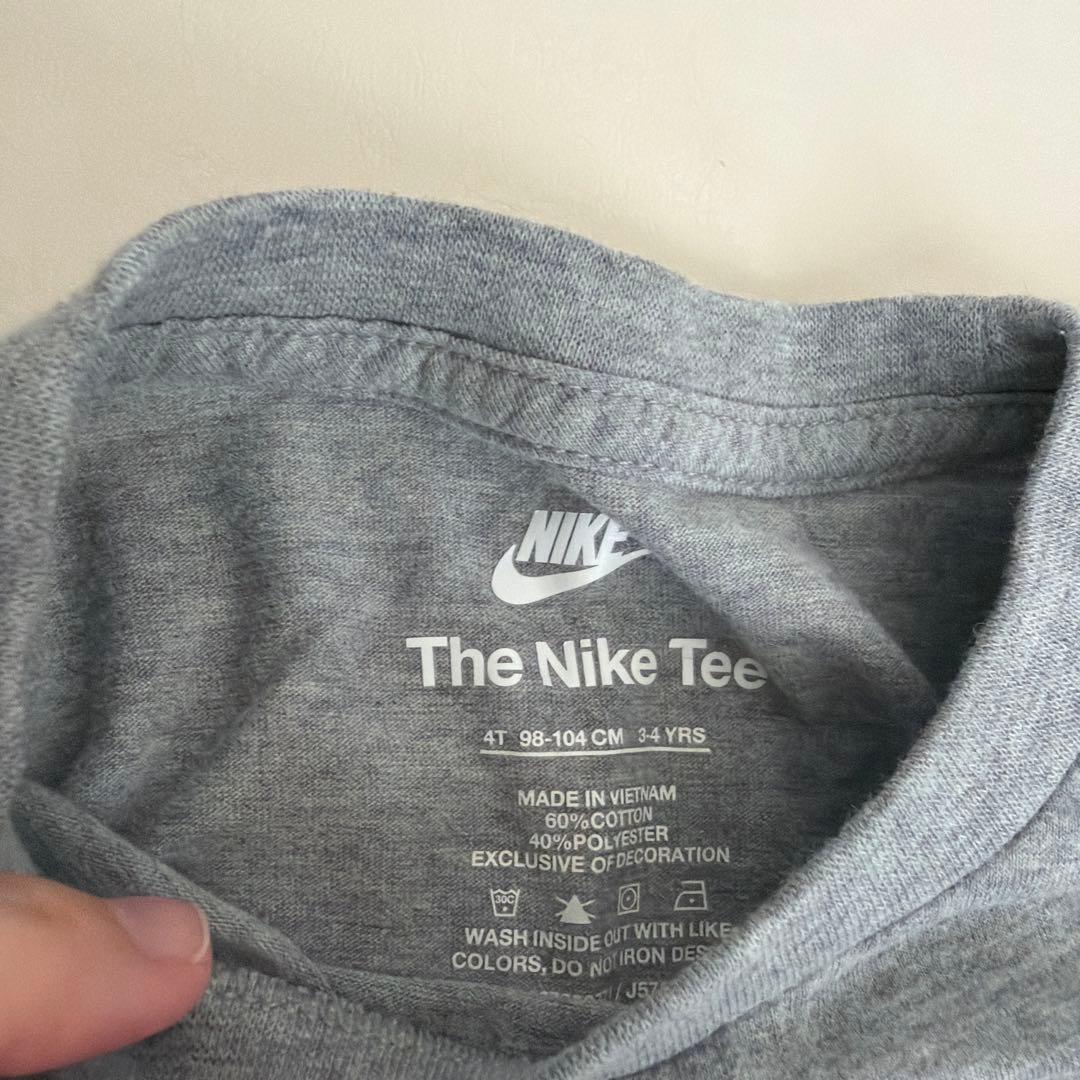 NIKE
The Nike Tee
4T 98-104 CM 3-4 YRS
MADE IN VIETNAM
60%COTTON
40%POLYESTER
EXCLUSIVE OF DECORATION
30C
WASH INSIDE OUT WITH LIKE
COLORS, DO NOT IRON